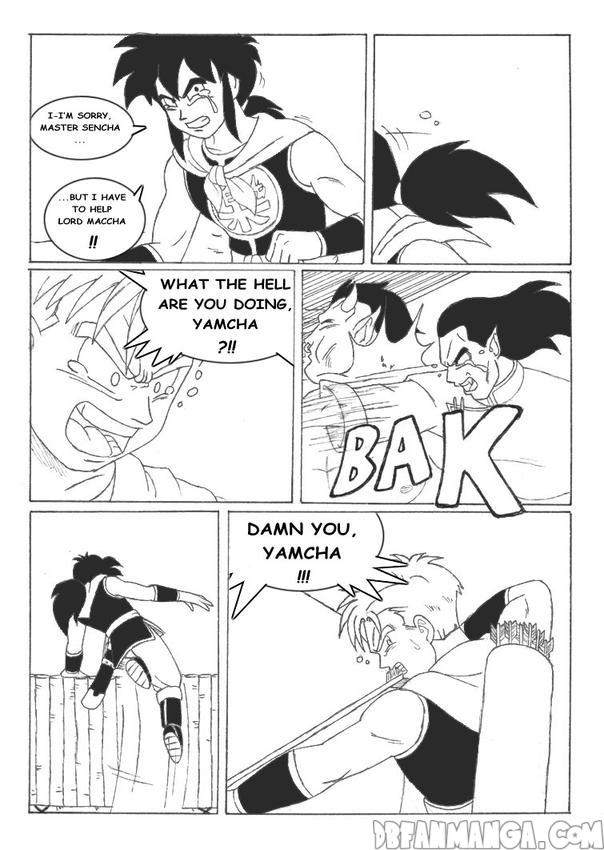 I-I'M SORRY,
MASTER SENCHA
...
...BUT I HAVE
TO HELP
LORD MACCHA
!!
WHAT THE HELL
ARE YOU DOING,
YAMCHA
?!!
BAK
DAMN YOU,
YAMCHA
!!!
DBFANMANGA.COM